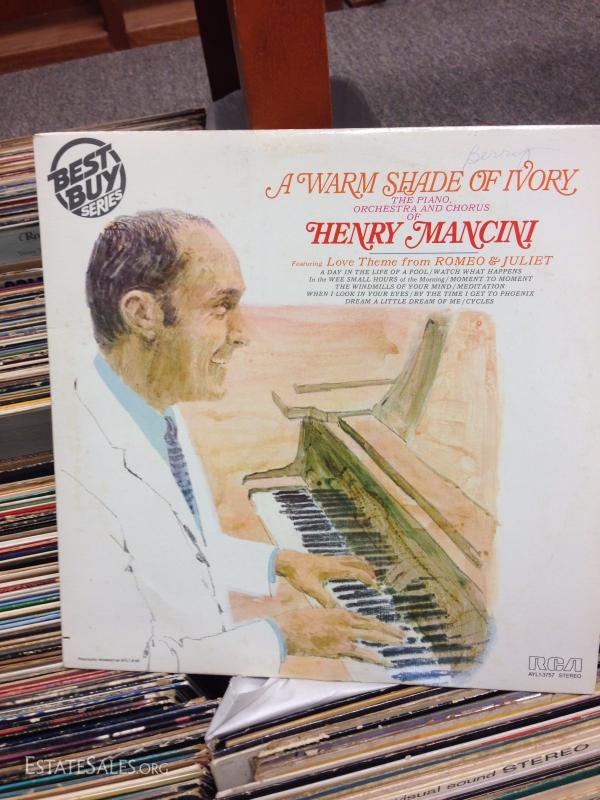 BEST
BUY
SERIES
Berry
A WARM SHADE OF IVORY
THE PIANO,
ORCHESTRA AND CHORUS
OF
HENRY MANCINI
Featuring Love Theme from ROMEO & JULIET
A DAY IN THE LIFE OF A FOOL/WATCH WHAT HAPPENS
In the WEE SMALL HOURS of the Morning/MOMENT TO MOMENT
THE WINDMILLS OF YOUR MIND/MEDITATION
WHEN I LOOK IN YOUR EYES/BY THE TIME I GET TO PHOENIX
DREAM A LITTLE DREAM OF ME/CYCLES
RCA
AYL1-3757 STEREO
ESTATESALES.ORG
visual sound STEREO